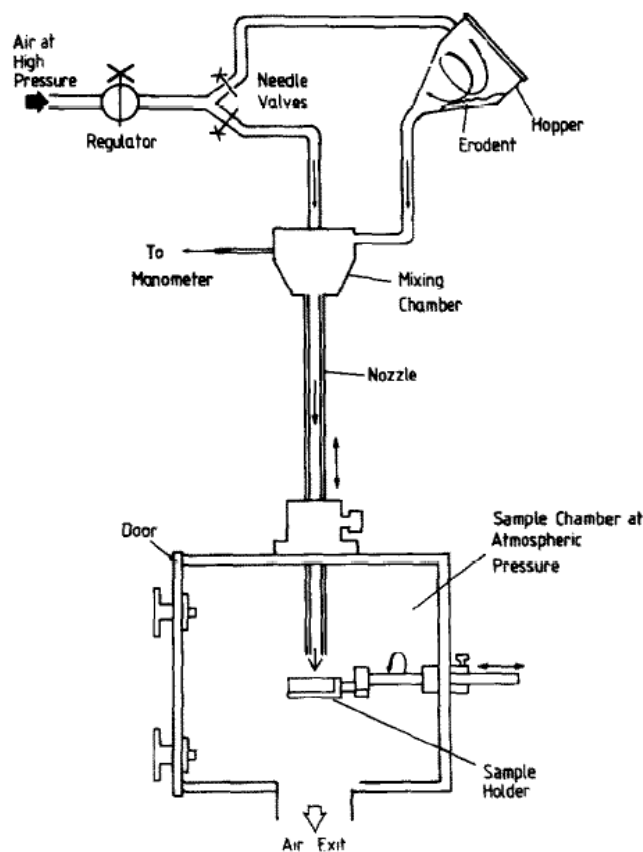 Air at
High
Pressure
Needle
Valves
Regulator
Hopper
Erodent
To
Manometer
Mixing
Chamber
Nozzle
Door
Sample Chamber at
Atmospheric
Pressure
Sample
Holder
Air Exit